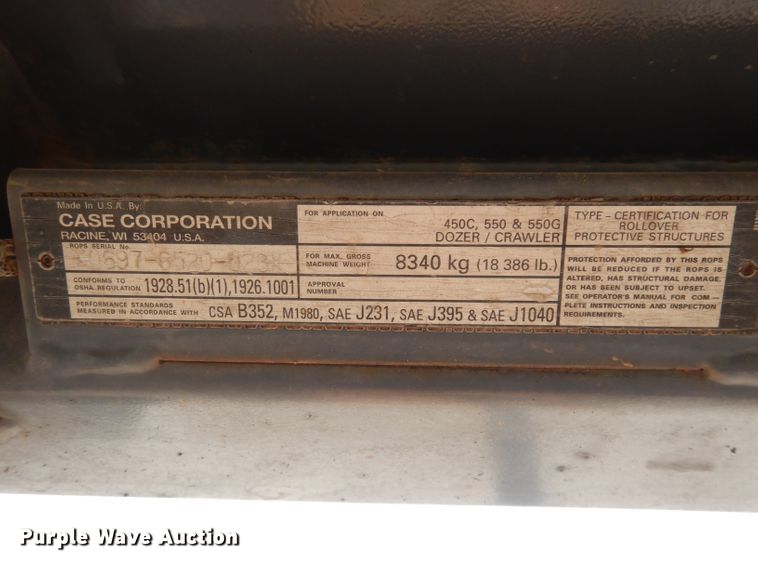 Made in U.S.A. By:
CASE CORPORATION
RACINE, WI 53404 U.S.A.
ROPS SERIAL No.
CONFORMS TO
OSHA REGULATION 1928.51(b)(1),1926.1001
PERFORMANCE STANDARDS
MEASURED IN ACCORDANCE WITH CSA B352, M1980, SAE J231, SAE J395 & SAE J1040
FOR APPLICATION ON
450C, 550 & 550G
DOZER / CRAWLER
FOR MAX. GROSS
MACHINE WEIGHT 8340 kg (18 386 lb.)
APPROVAL
NUMBER
TYPE - CERTIFICATION FOR
ROLLOVER
PROTECTIVE STRUCTURES
PROTECTION AFFORDED BY THIS ROPS
WILL BE REDUCED IF THE ROPS IS
ALTERED, HAS STRUCTURAL DAMAGE,
OR HAS BEEN SUBJECT TO UPSET.
SEE OPERATOR'S MANUAL FOR COM-
PLETE INSTRUCTIONS AND INSPECTION
REQUIREMENTS.
Purple Wave Auction